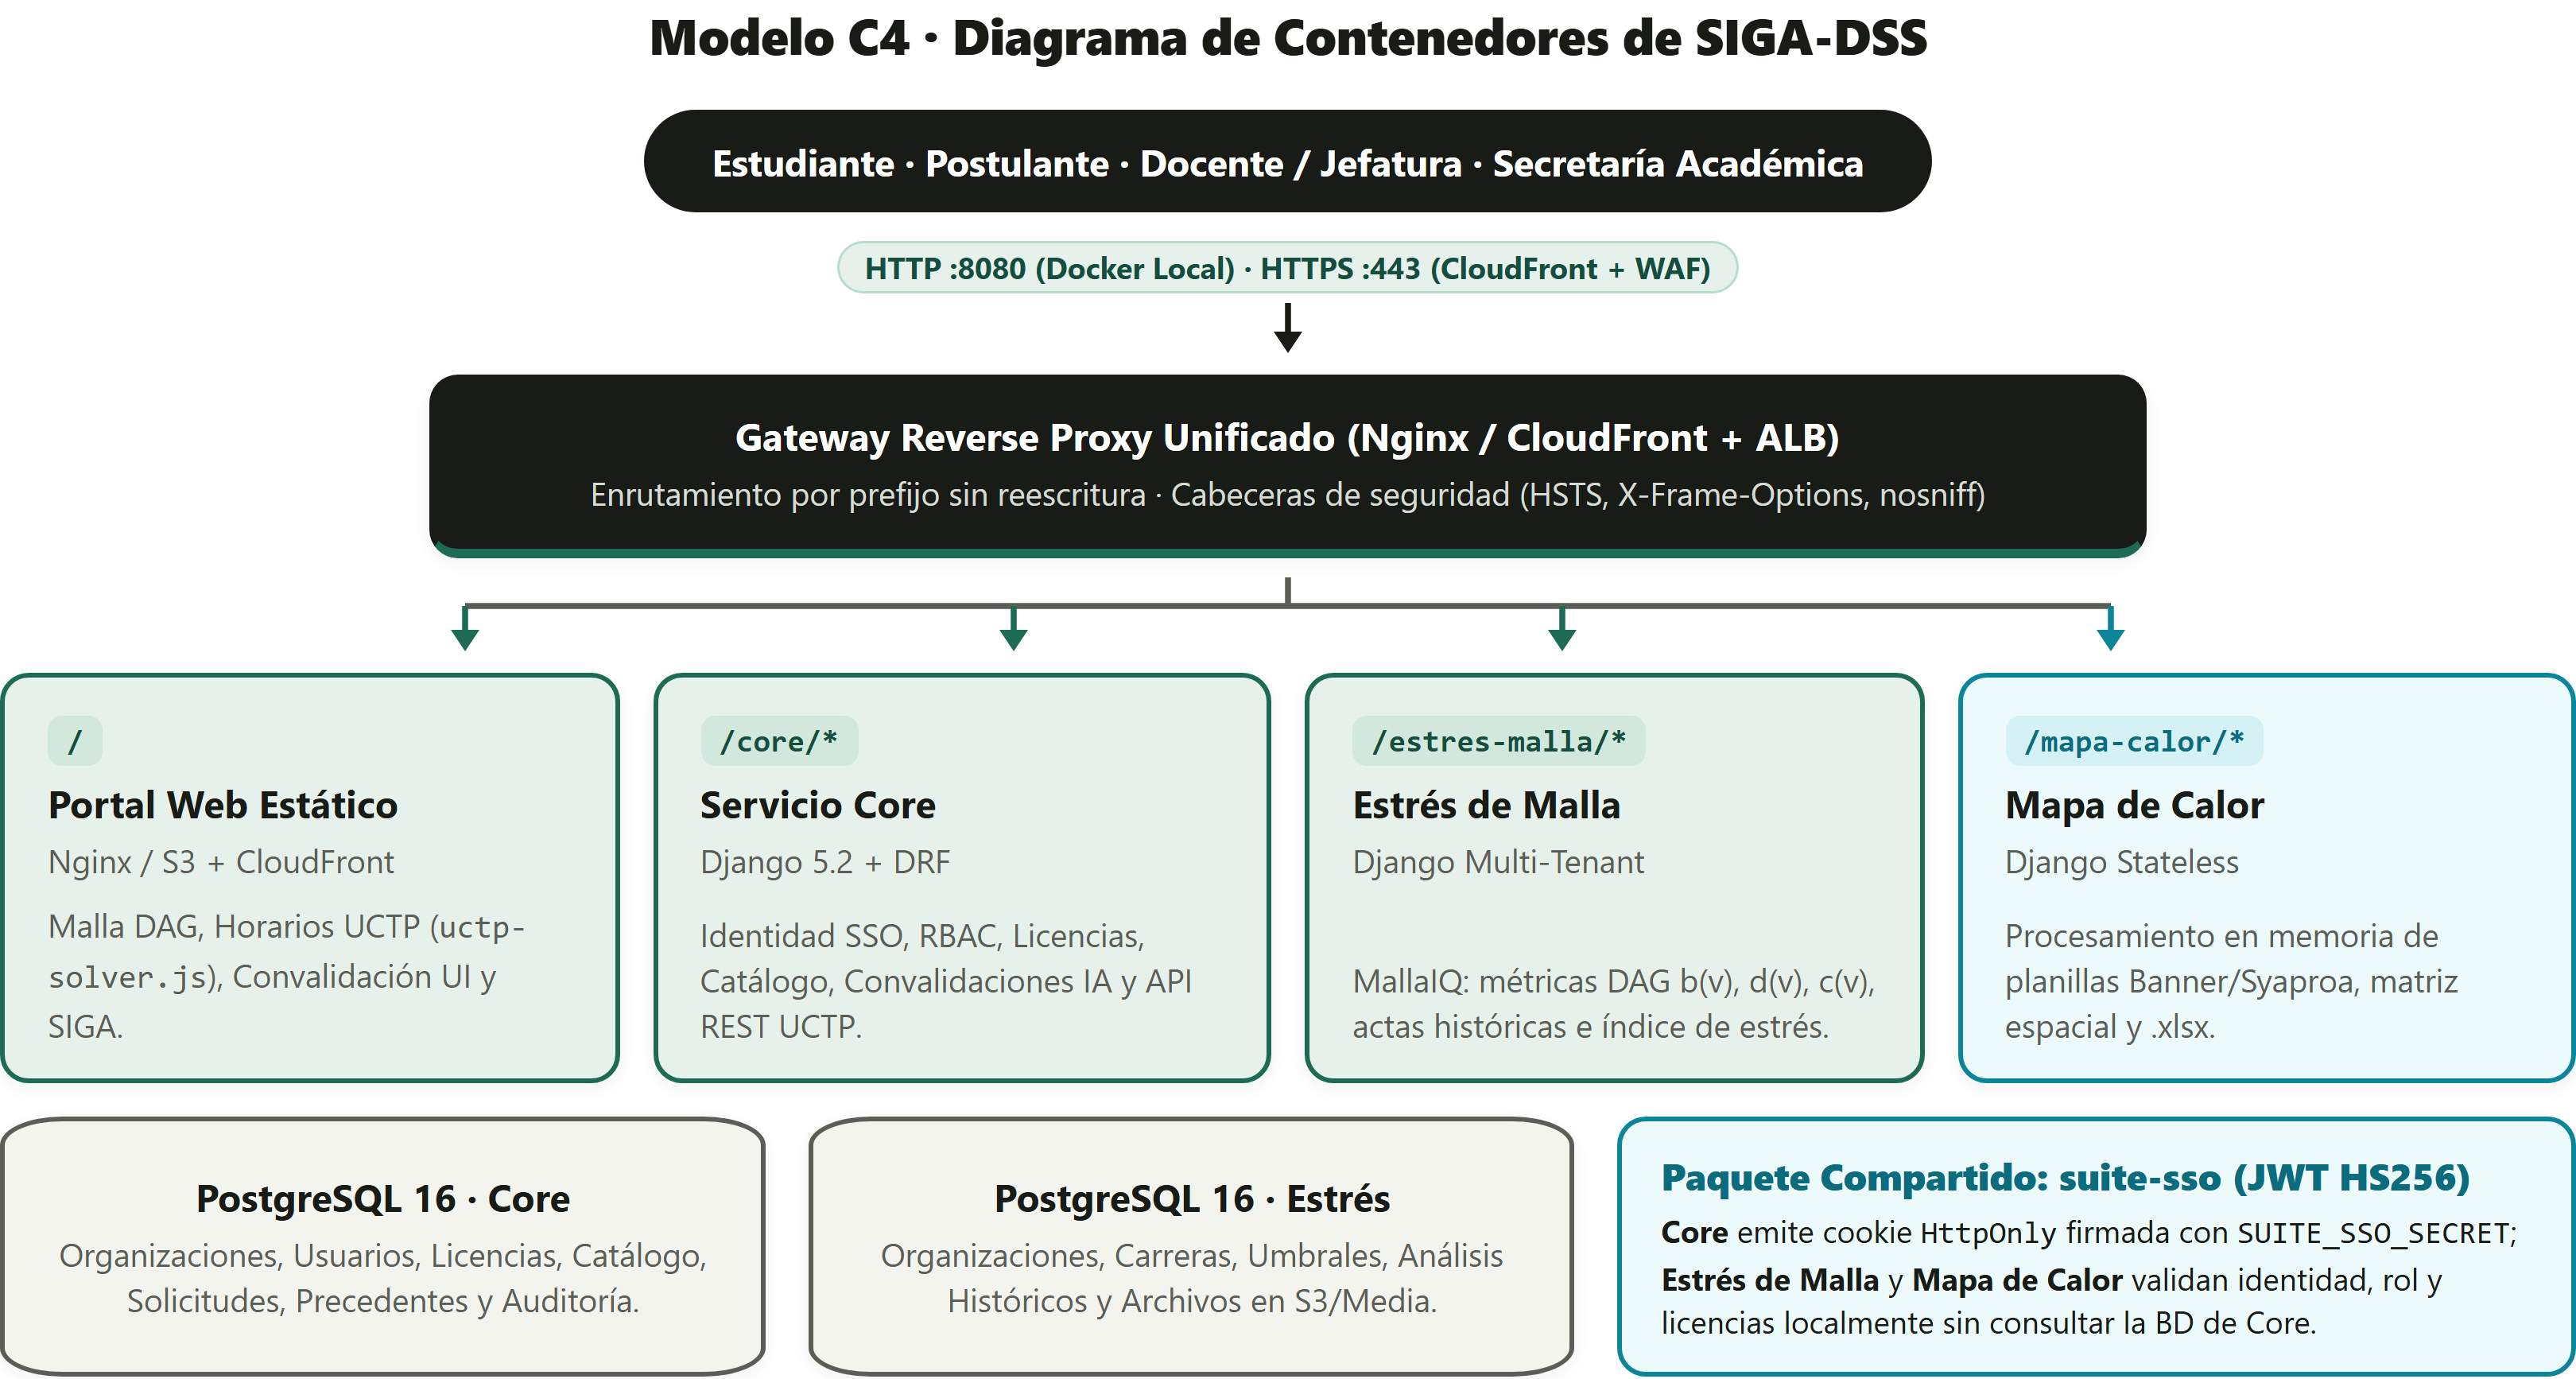 Modelo C4 · Diagrama de Contenedores de SIGA-DSS
Estudiante · Postulante · Docente / Jefatura · Secretaría Académica
HTTP :8080 (Docker Local) · HTTPS :443 (CloudFront + WAF)
Gateway Reverse Proxy Unificado (Nginx / CloudFront + ALB)
Enrutamiento por prefijo sin reescritura · Cabeceras de seguridad (HSTS, X-Frame-Options, nosniff)
/
Portal Web Estático
Nginx / S3 + CloudFront
Malla DAG, Horarios UCTP (uctp-
solver.js), Convalidación UI y
SIGA.
/core/*
Servicio Core
Django 5.2 + DRF
Identidad SSO, RBAC, Licencias,
Catálogo, Convalidaciones IA y API
REST UCTP.
/estres-malla/*
Estrés de Malla
Django Multi-Tenant
MallaIQ: métricas DAG b(v), d(v), c(v),
actas históricas e índice de estrés.
/mapa-calor/*
Mapa de Calor
Django Stateless
Procesamiento en memoria de
planillas Banner/Syaproa, matriz
espacial y .xlsx.
PostgreSQL 16 · Core
Organizaciones, Usuarios, Licencias, Catálogo,
Solicitudes, Precedentes y Auditoría.
PostgreSQL 16 · Estrés
Organizaciones, Carreras, Umbrales, Análisis
Históricos y Archivos en S3/Media.
Paquete Compartido: suite-sso (JWT HS256)
Core emite cookie HttpOnly firmada con SUITE_SSO_SECRET;
Estrés de Malla y Mapa de Calor validan identidad, rol y
licencias localmente sin consultar la BD de Core.